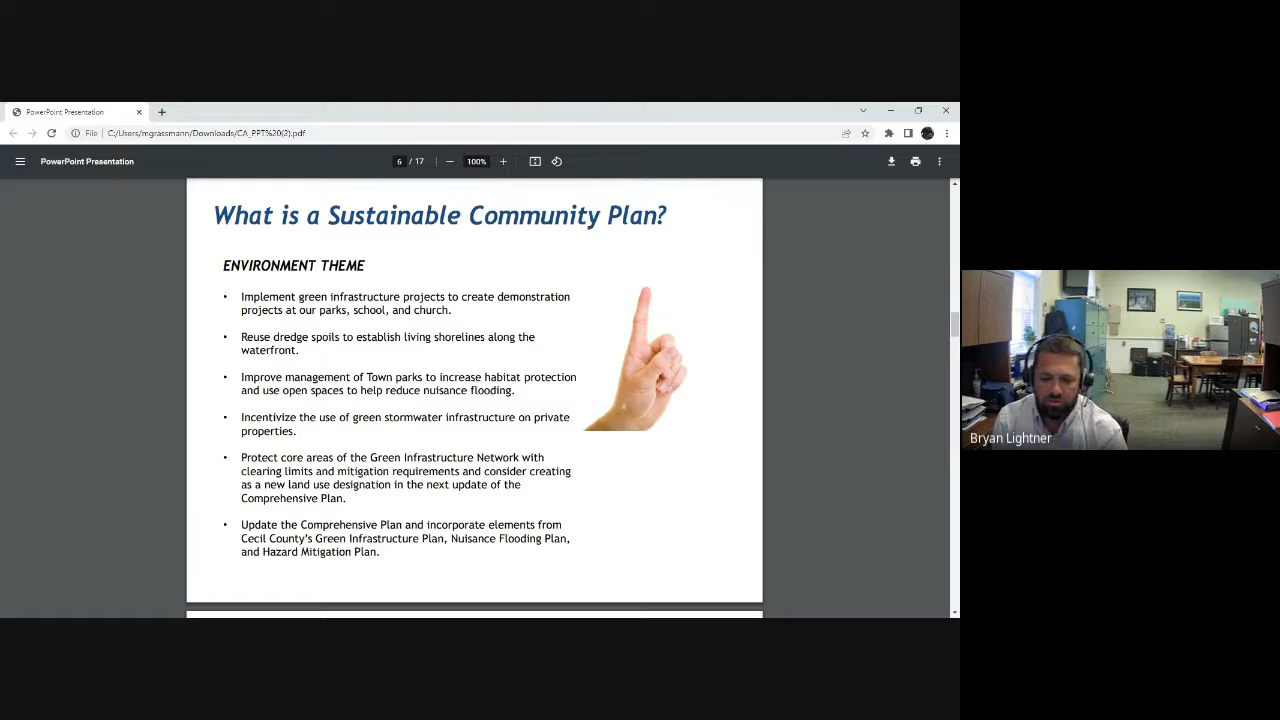 PowerPoint Presentation
File
C:/Users/mgrassmann/Downloads/CA_PPT%20(2).pdf
PowerPoint Presentation
6 / 17
100%
What is a Sustainable Community Plan?
ENVIRONMENT THEME
• Implement green infrastructure projects to create demonstration
projects at our parks, school, and church.
• Reuse dredge spoils to establish living shorelines along the
waterfront.
• Improve management of Town parks to increase habitat protection
and use open spaces to help reduce nuisance flooding.
• Incentivize the use of green stormwater infrastructure on private
properties.
• Protect core areas of the Green Infrastructure Network with
clearing limits and mitigation requirements and consider creating
as a new land use designation in the next update of the
Comprehensive Plan.
• Update the Comprehensive Plan and incorporate elements from
Cecil County’s Green Infrastructure Plan, Nuisance Flooding Plan,
and Hazard Mitigation Plan.
Bryan Lightner